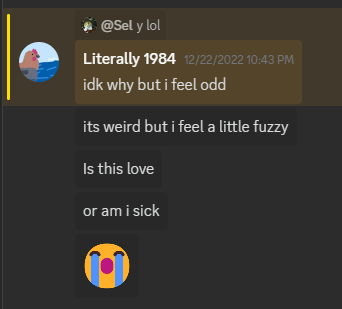 @Sel y lol
Literally 1984 12/22/2022 10:43 PM
idk why but i feel odd
its weird but i feel a little fuzzy
Is this love
or am i sick